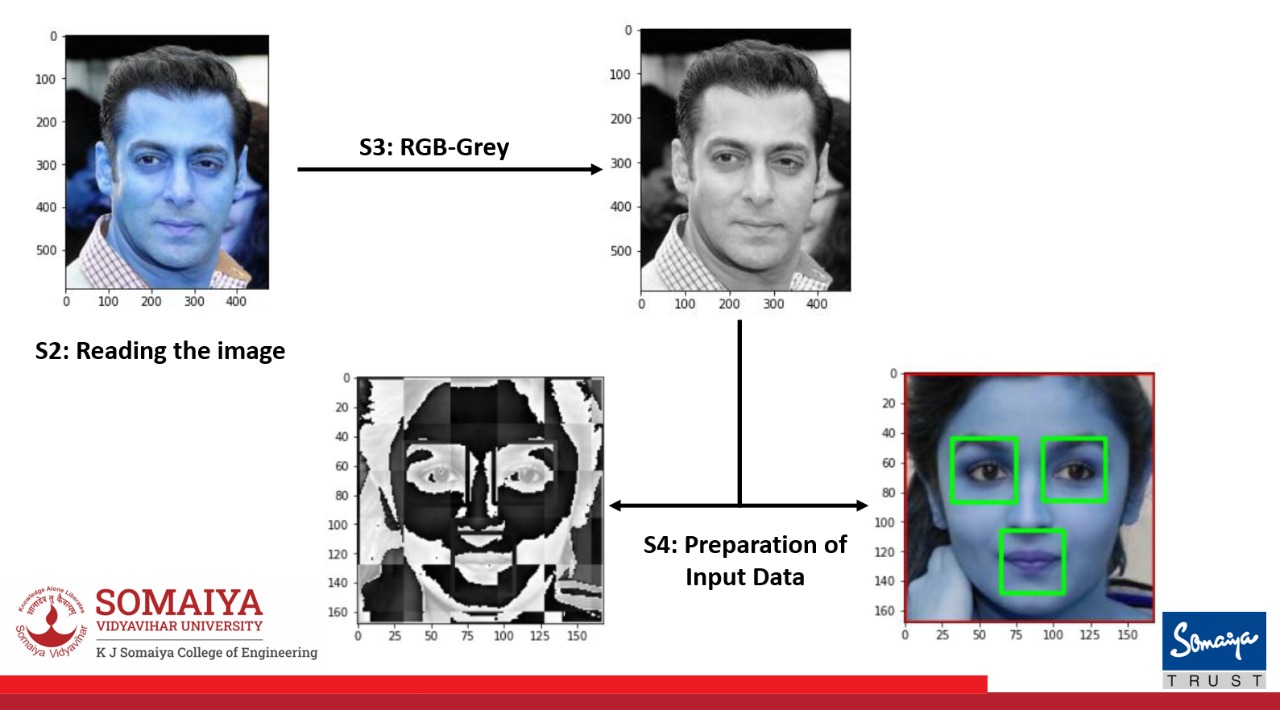 0
100
200
300
400
500
0 100 200 300 400
S2: Reading the image
S3: RGB-Grey
0
100
200
300
400
500
0 100 200 300 400
0
20
40
60
80
100
120
140
160
0 25 50 75 100 125 150
S4: Preparation of
Input Data
0
20
40
60
80
100
120
140
160
0 25 50 75 100 125 150
Knowledge Alone Liberates
Somaiya Vidyavihar
SOMAIYA
VIDYAVIHAR UNIVERSITY
K J Somaiya College of Engineering
Somaiya
TRUST